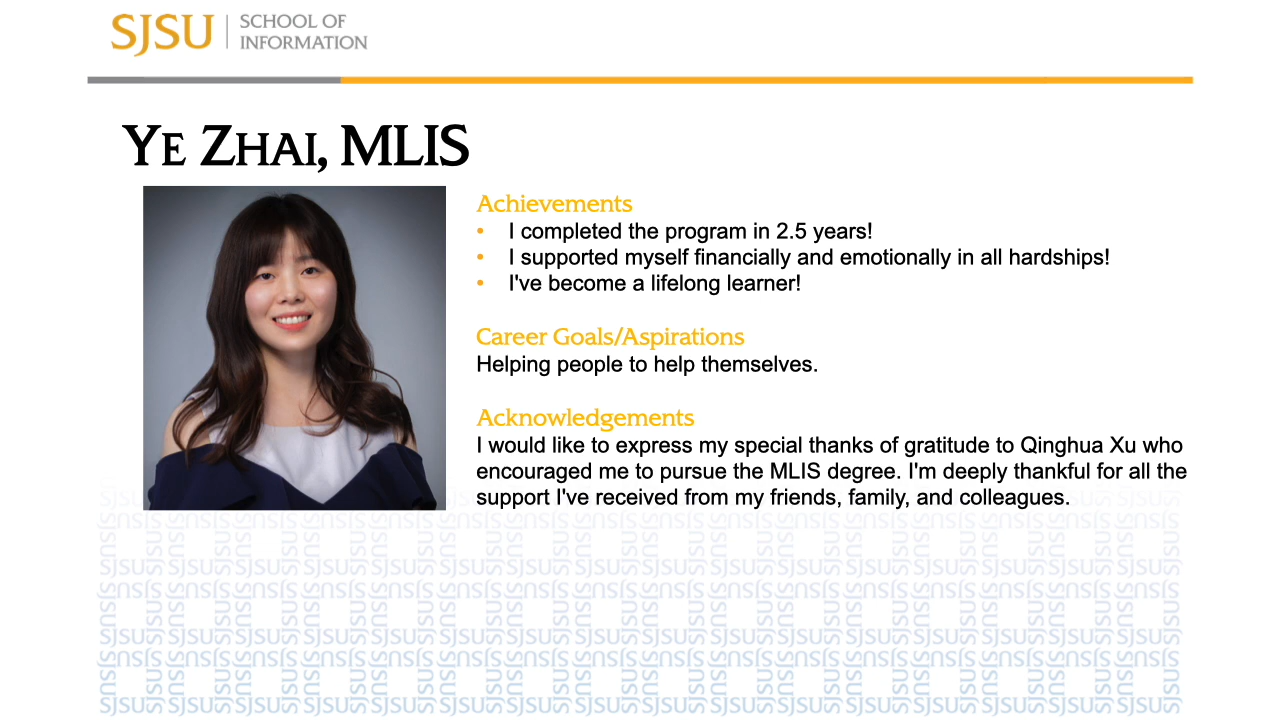 SJSU SCHOOL OF
INFORMATION
YE ZHAI, MLIS
Achievements
• I completed the program in 2.5 years!
• I supported myself financially and emotionally in all hardships!
• I've become a lifelong learner!
Career Goals/Aspirations
Helping people to help themselves.
Acknowledgements
I would like to express my special thanks of gratitude to Qinghua Xu who
encouraged me to pursue the MLIS degree. I'm deeply thankful for all the
support I've received from my friends, family, and colleagues.